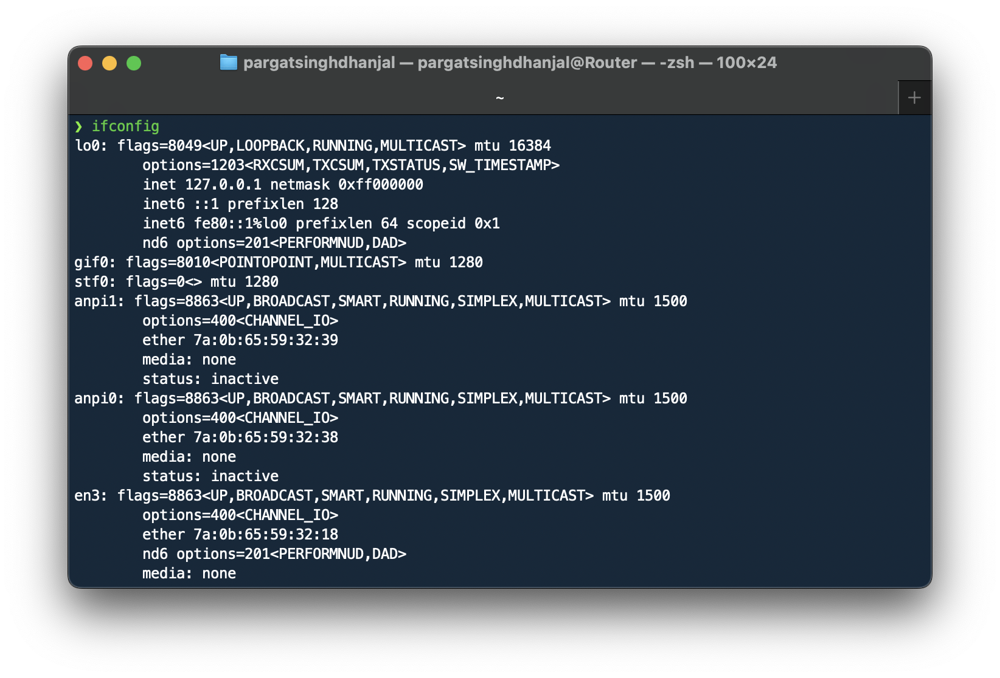 pargatsinghdhanjal — pargatsinghdhanjal@Router — -zsh — 100×24
~
+
❯ ifconfig
lo0: flags=8049<UP,LOOPBACK,RUNNING,MULTICAST> mtu 16384
options=1203<RXCSUM,TXCSUM,TXSTATUS,SW_TIMESTAMP>
inet 127.0.0.1 netmask 0xff000000
inet6 ::1 prefixlen 128
inet6 fe80::1%lo0 prefixlen 64 scopeid 0x1
nd6 options=201<PERFORMNUD,DAD>
gif0: flags=8010<POINTOPOINT,MULTICAST> mtu 1280
stf0: flags=0<> mtu 1280
anpi1: flags=8863<UP,BROADCAST,SMART,RUNNING,SIMPLEX,MULTICAST> mtu 1500
options=400<CHANNEL_IO>
ether 7a:0b:65:59:32:39
media: none
status: inactive
anpi0: flags=8863<UP,BROADCAST,SMART,RUNNING,SIMPLEX,MULTICAST> mtu 1500
options=400<CHANNEL_IO>
ether 7a:0b:65:59:32:38
media: none
status: inactive
en3: flags=8863<UP,BROADCAST,SMART,RUNNING,SIMPLEX,MULTICAST> mtu 1500
options=400<CHANNEL_IO>
ether 7a:0b:65:59:32:18
nd6 options=201<PERFORMNUD,DAD>
media: none